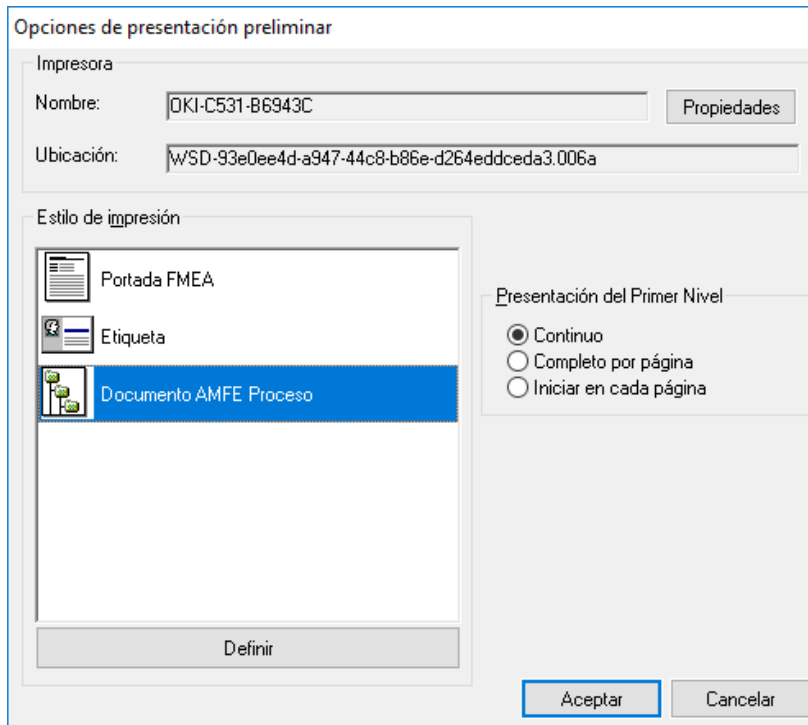 Opciones de presentación preliminar
Impresora
Nombre:
OKI-C531-B6943C
Propiedades
Ubicación:
WSD-93e0ee4d-a947-44c8-b86e-d264eddceda3.006a
Estilo de impresión
Portada FMEA
Etiqueta
Documento AMFE Proceso
Definir
Presentación del Primer Nivel
Continuo
Completo por página
Iniciar en cada página
Aceptar
Cancelar